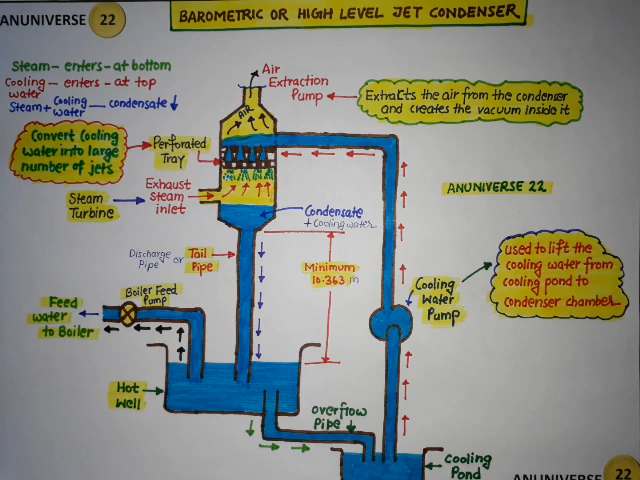 ANUNIVERSE 22
BAROMETRIC OR HIGH LEVEL JET CONDENSER
Steam - enters - at bottom
Cooling - enters - at top
water
Steam + Cooling water - condensate ↓
Air
Extraction
Pump
Extracts the air from the condenser
and creates the vacuum inside it
AIR
Convert Cooling
water into large
number of jets
Perforated
Tray
Exhaust
Steam
inlet
Steam
Turbine
ANUNIVERSE 22
Condensate
+ Cooling water
Discharge
Pipe
or
Tail
Pipe
Minimum
10.363 m
used to lift the
cooling water from
cooling pond to
condenser chamber
Cooling
Water
Pump
Boiler Feed
Pump
Feed
water
to Boiler
Hot
Well
overflow
Pipe
Cooling
Pond
ANUNIVERSE 22